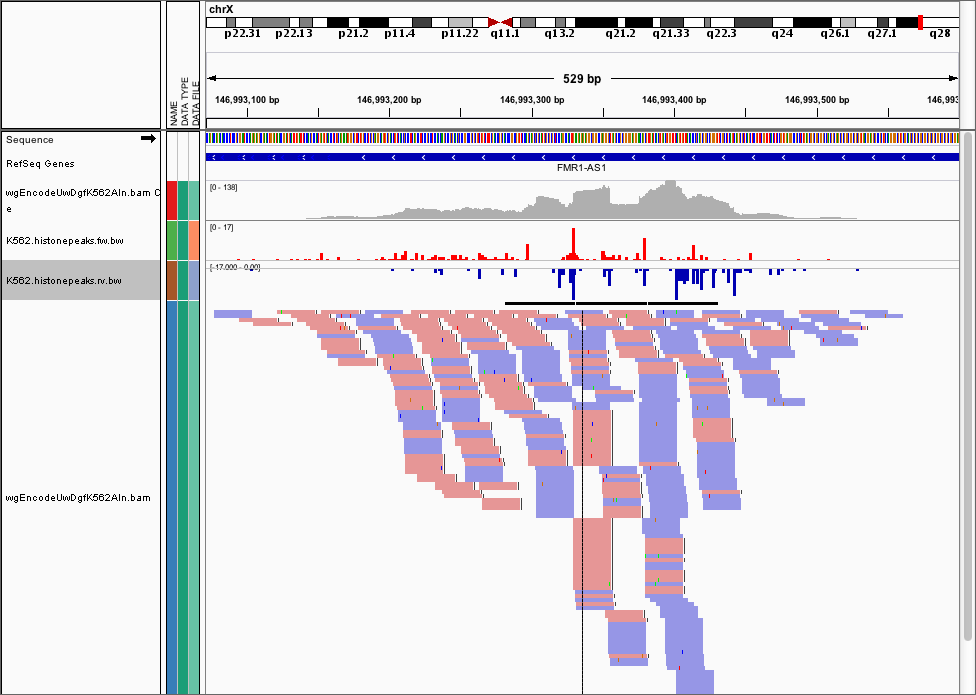 chrX
p22.31 p22.13 p21.2 p11.4 p11.22 q11.1 q13.2 q21.2 q21.33 q22.3 q24 q26.1 q27.1 q28
529 bp
146,993,100 bp 146,993,200 bp 146,993,300 bp 146,993,400 bp 146,993,500 bp 146,993
NAME
DATA TYPE
DATA FILE
Sequence
RefSeq Genes
FMR1-AS1
wgEncodeUwDgfK562Aln.bam C
e
[0 - 138]
K562.histonepeaks.fw.bw
[0 - 17]
K562.histonepeaks.rv.bw
[-17.000 - 0.00]
wgEncodeUwDgfK562Aln.bam